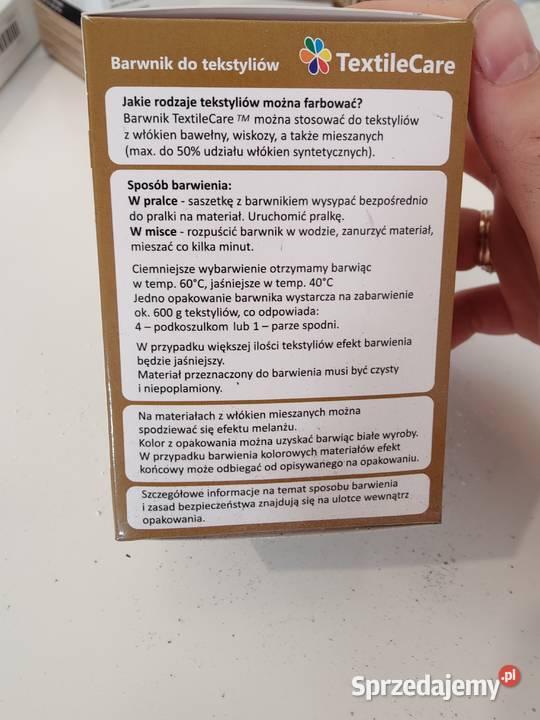 Barwnik do tekstyliów TextileCare
Jakie rodzaje tekstyliów można farbować?
Barwnik TextileCare TM można stosować do tekstyliów
z włókien bawełny, wiskozy, a także mieszanych
(max. do 50% udziału włókien syntetycznych).
Sposób barwienia:
W pralce - saszetkę z barwnikiem wysypać bezpośrednio
do pralki na materiał. Uruchomić pralkę.
W misce - rozpuścić barwnik w wodzie, zanurzyć materiał,
mieszać co kilka minut.
Ciemniejsze wybarwienie otrzymamy barwiąc
w temp. 60°C, jaśniejsze w temp. 40°C
Jedno opakowanie barwnika wystarcza na zabarwienie
ok. 600 g tekstyliów, co odpowiada:
4 – podkoszulkom lub 1 – parze spodni.
W przypadku większej ilości tekstyliów efekt barwienia
będzie jaśniejszy.
Materiał przeznaczony do barwienia musi być czysty
i niepoplamiony.
Na materiałach z włókien mieszanych można
spodziewać się efektu melanżu.
Kolor z opakowania można uzyskać barwiąc białe wyroby.
W przypadku barwienia kolorowych materiałów efekt
końcowy może odbiegać od opisywanego na opakowaniu.
Szczegółowe informacje na temat sposobu barwienia
i zasad bezpieczeństwa znajdują się na ulotce wewnątrz
opakowania.
Sprzedajemy.pl